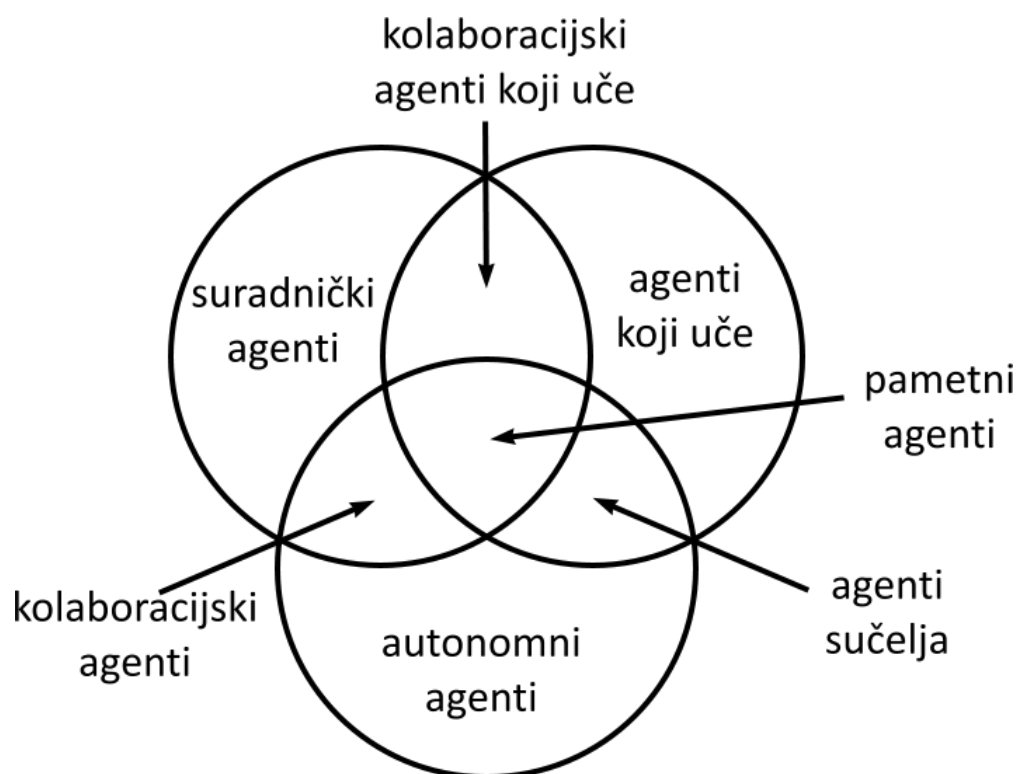 kolaboracijski
agenti koji uče
suradnički
agenti
agenti
koji uče
pametni
agenti
kolaboracijski
agenti
autonomni
agenti
agenti
sučelja